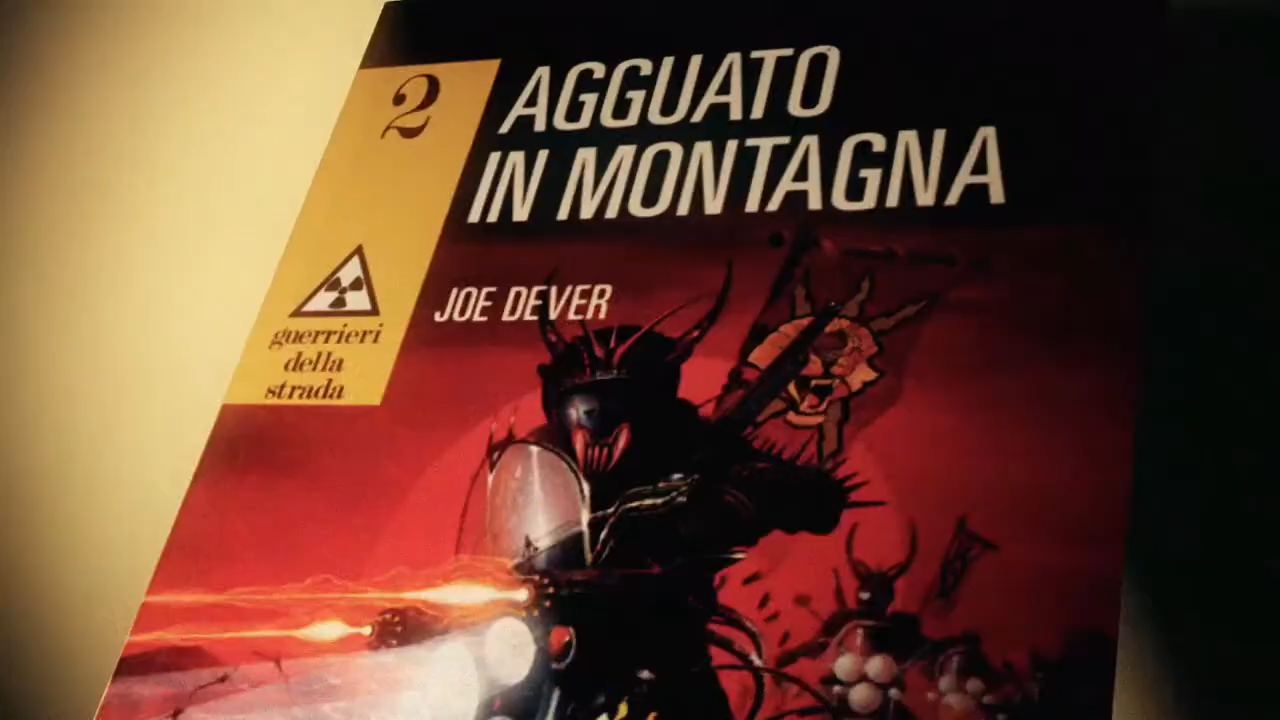 2
AGGUATO
IN MONTAGNA
JOE DEVER
guerrieri
della
strada